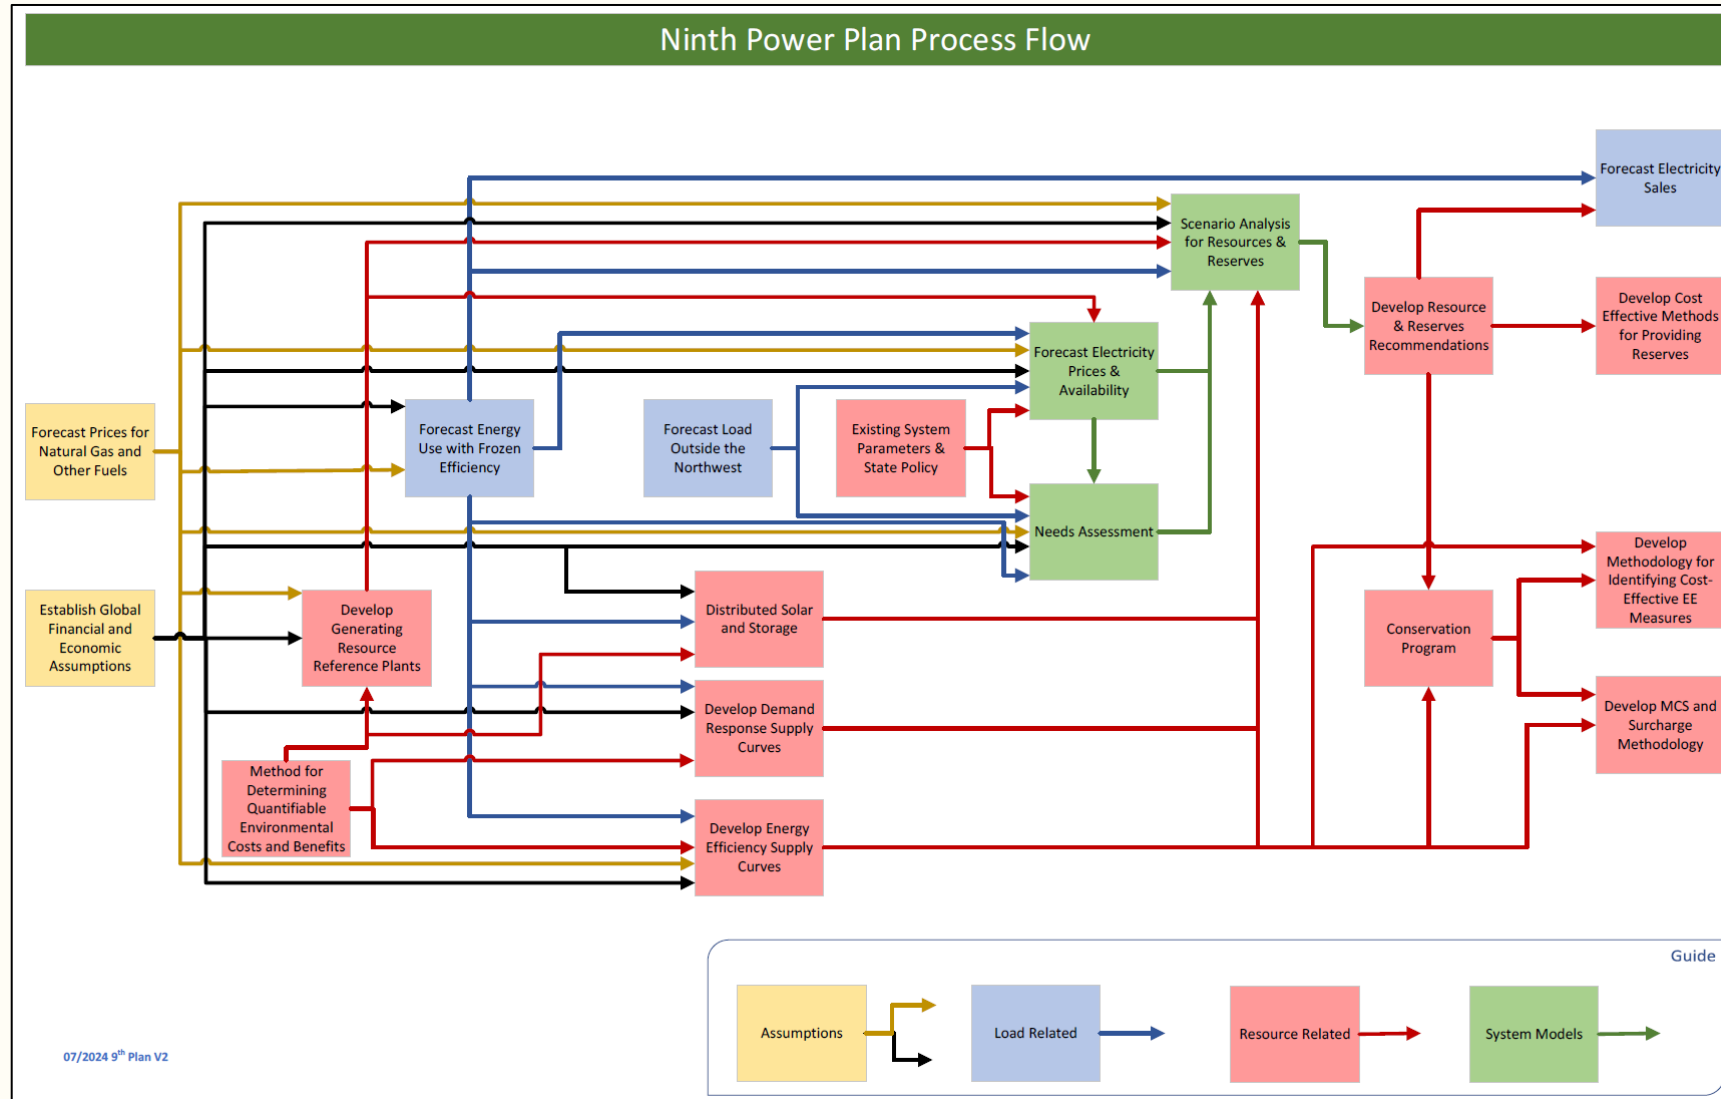 Ninth Power Plan Process Flow
Forecast Electricity
Sales
Scenario Analysis
for Resources &
Reserves
Develop Resource
& Reserves
Recommendations
Develop Cost
Effective Methods
for Providing
Reserves
Forecast Electricity
Prices &
Availability
Forecast Prices for
Natural Gas and
Other Fuels
Forecast Energy
Use with Frozen
Efficiency
Forecast Load
Outside the
Northwest
Existing System
Parameters &
State Policy
Needs Assessment
Develop
Methodology for
Identifying Cost-
Effective EE
Measures
Establish Global
Financial and
Economic
Assumptions
Develop
Generating
Resource
Reference Plants
Distributed Solar
and Storage
Conservation
Program
Develop Demand
Response Supply
Curves
Develop MCS and
Surcharge
Methodology
Method for
Determining
Quantifiable
Environmental
Costs and Benefits
Develop Energy
Efficiency Supply
Curves
Guide
Assumptions
Load Related
Resource Related
System Models
07/2024 9th Plan V2